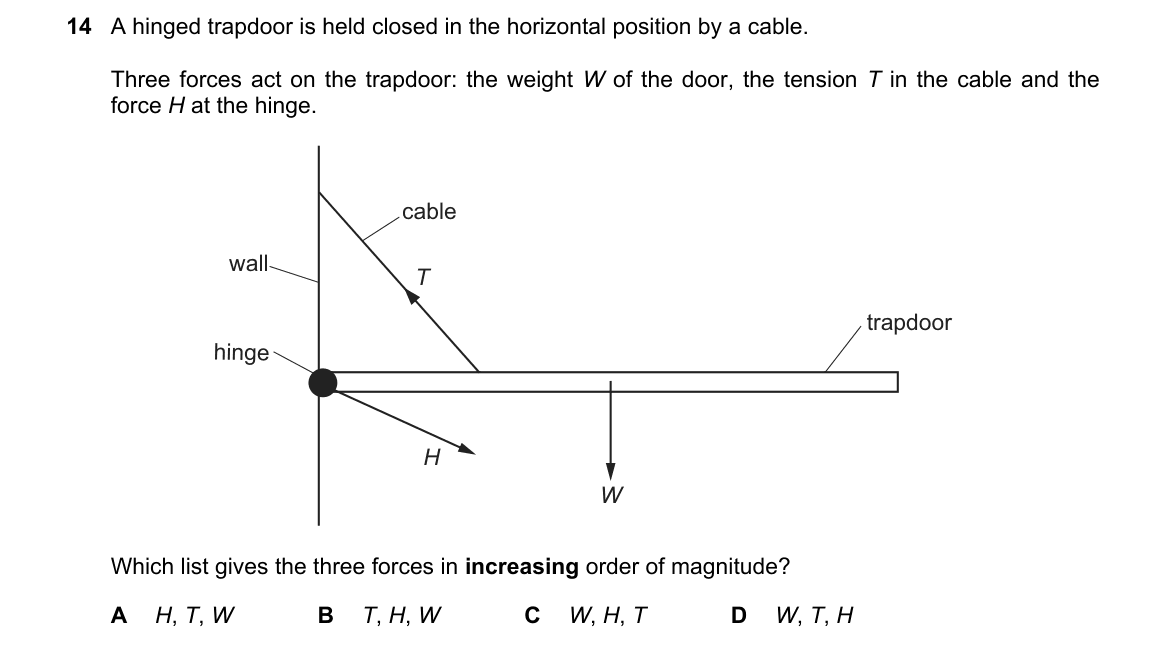 14 A hinged trapdoor is held closed in the horizontal position by a cable.
Three forces act on the trapdoor: the weight W of the door, the tension T in the cable and the
force H at the hinge.
cable
wall
T
trapdoor
hinge
H
W
Which list gives the three forces in increasing order of magnitude?
A H, T, W B T, H, W C W, H, T D W, T, H